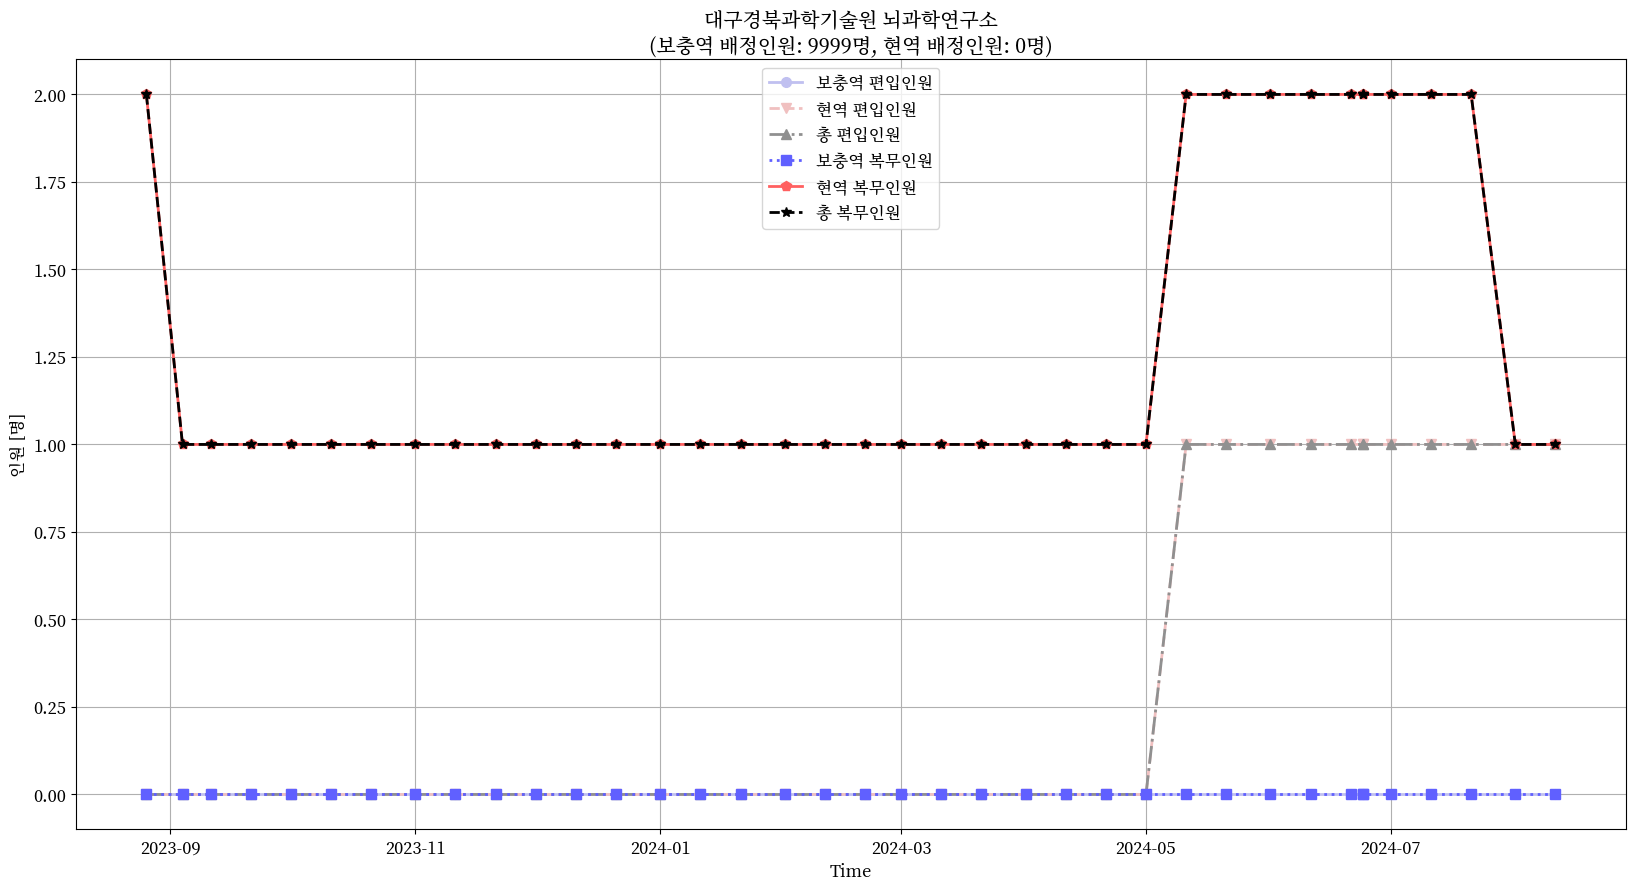 대구경북과학기술원 뇌과학연구소
(보충역 배정인원: 9999명, 현역 배정인원: 0명)
보충역 편입인원
현역 편입인원
총 편입인원
보충역 복무인원
현역 복무인원
총 복무인원
2.00
1.75
1.50
1.25
1.00
0.75
0.50
0.25
0.00
인원 [명]
2023-09
2023-11
2024-01
2024-03
2024-05
2024-07
Time